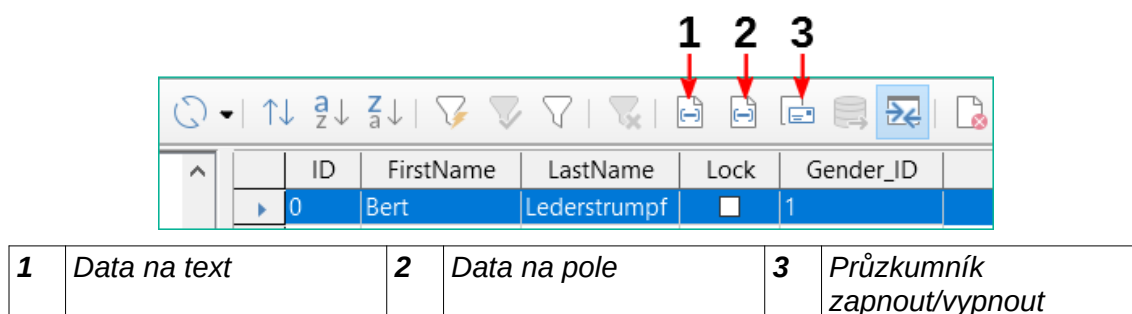 1 2 3
ID FirstName LastName Lock Gender_ID
0 Bert Lederstrumpf 1
1 Data na text 2 Data na pole 3 Průzkumník
zapnout/vypnout